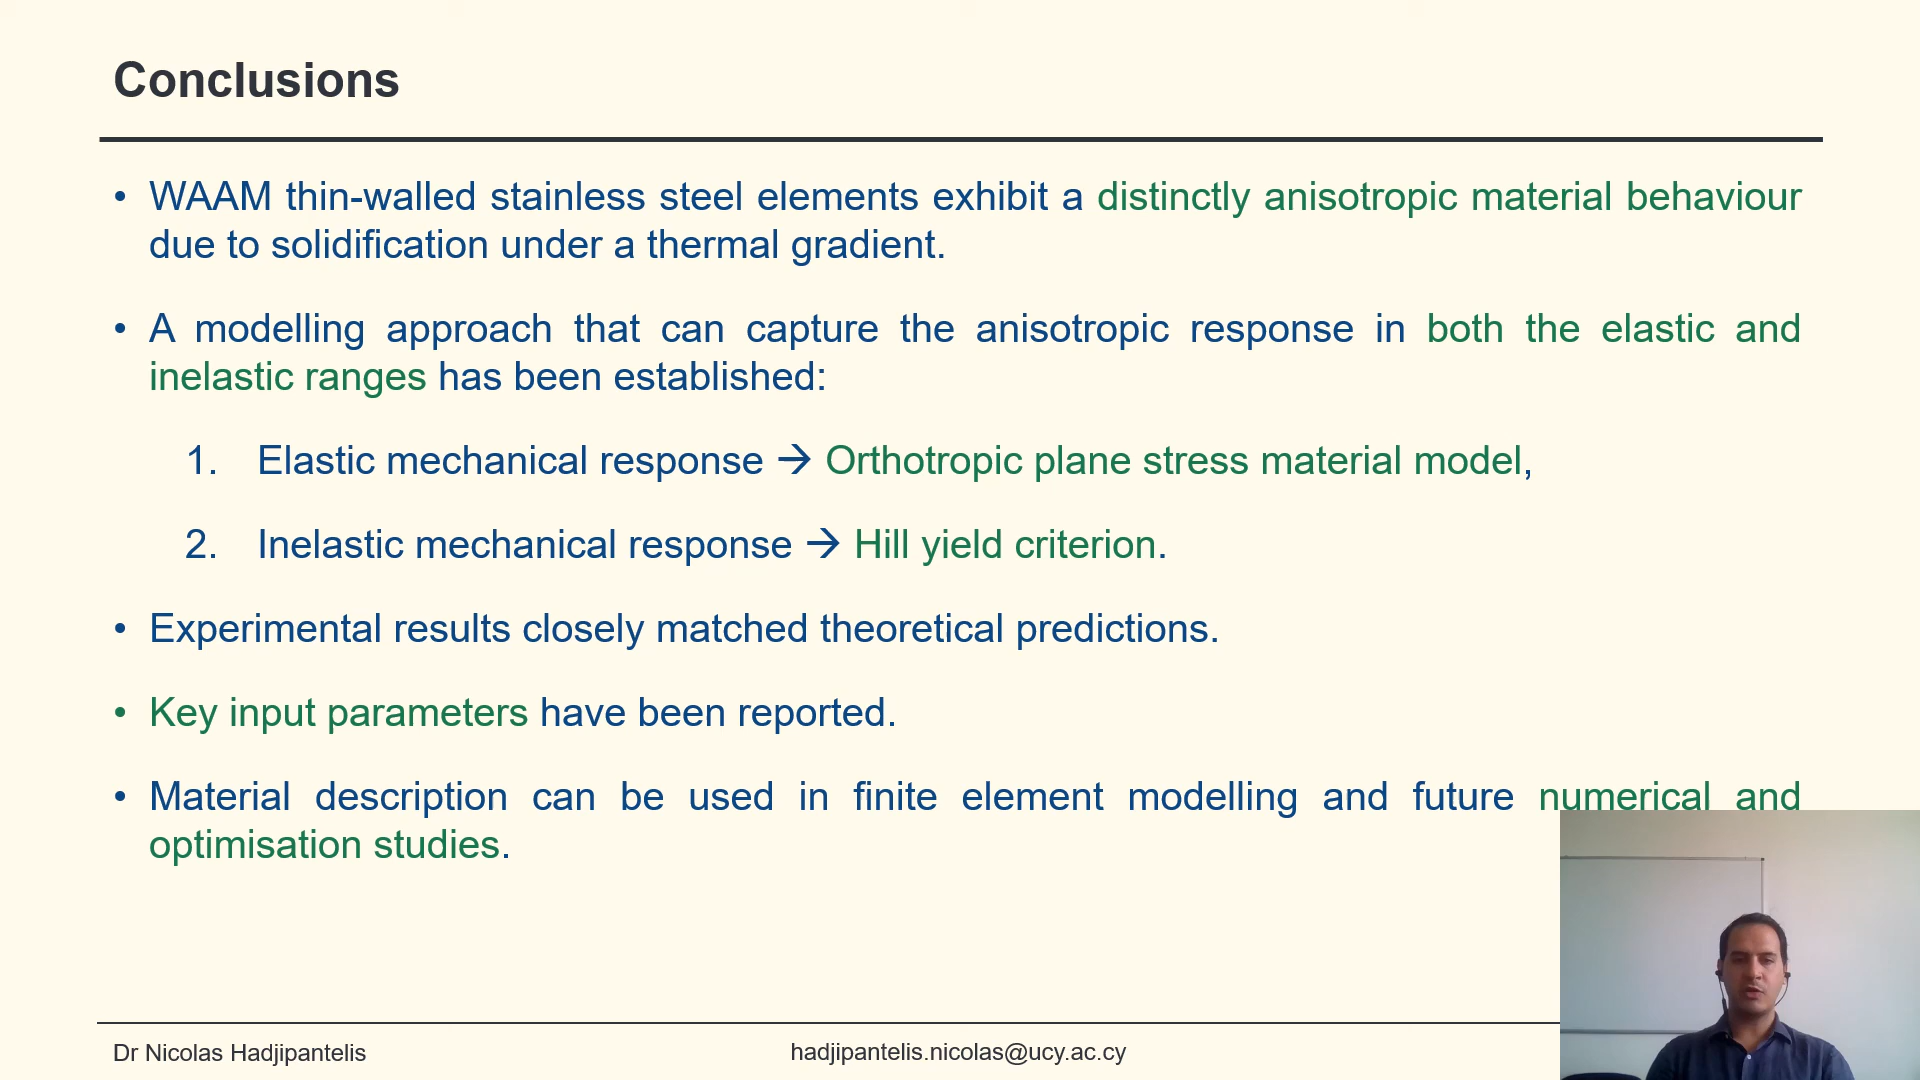 Conclusions
• WAAM thin-walled stainless steel elements exhibit a distinctly anisotropic material behaviour
due to solidification under a thermal gradient.
• A modelling approach that can capture the anisotropic response in both the elastic and
inelastic ranges has been established:
1. Elastic mechanical response → Orthotropic plane stress material model,
2. Inelastic mechanical response → Hill yield criterion.
• Experimental results closely matched theoretical predictions.
• Key input parameters have been reported.
• Material description can be used in finite element modelling and future numerical and
optimisation studies.
Dr Nicolas Hadjipantelis
hadjipantelis.nicolas@ucy.ac.cy